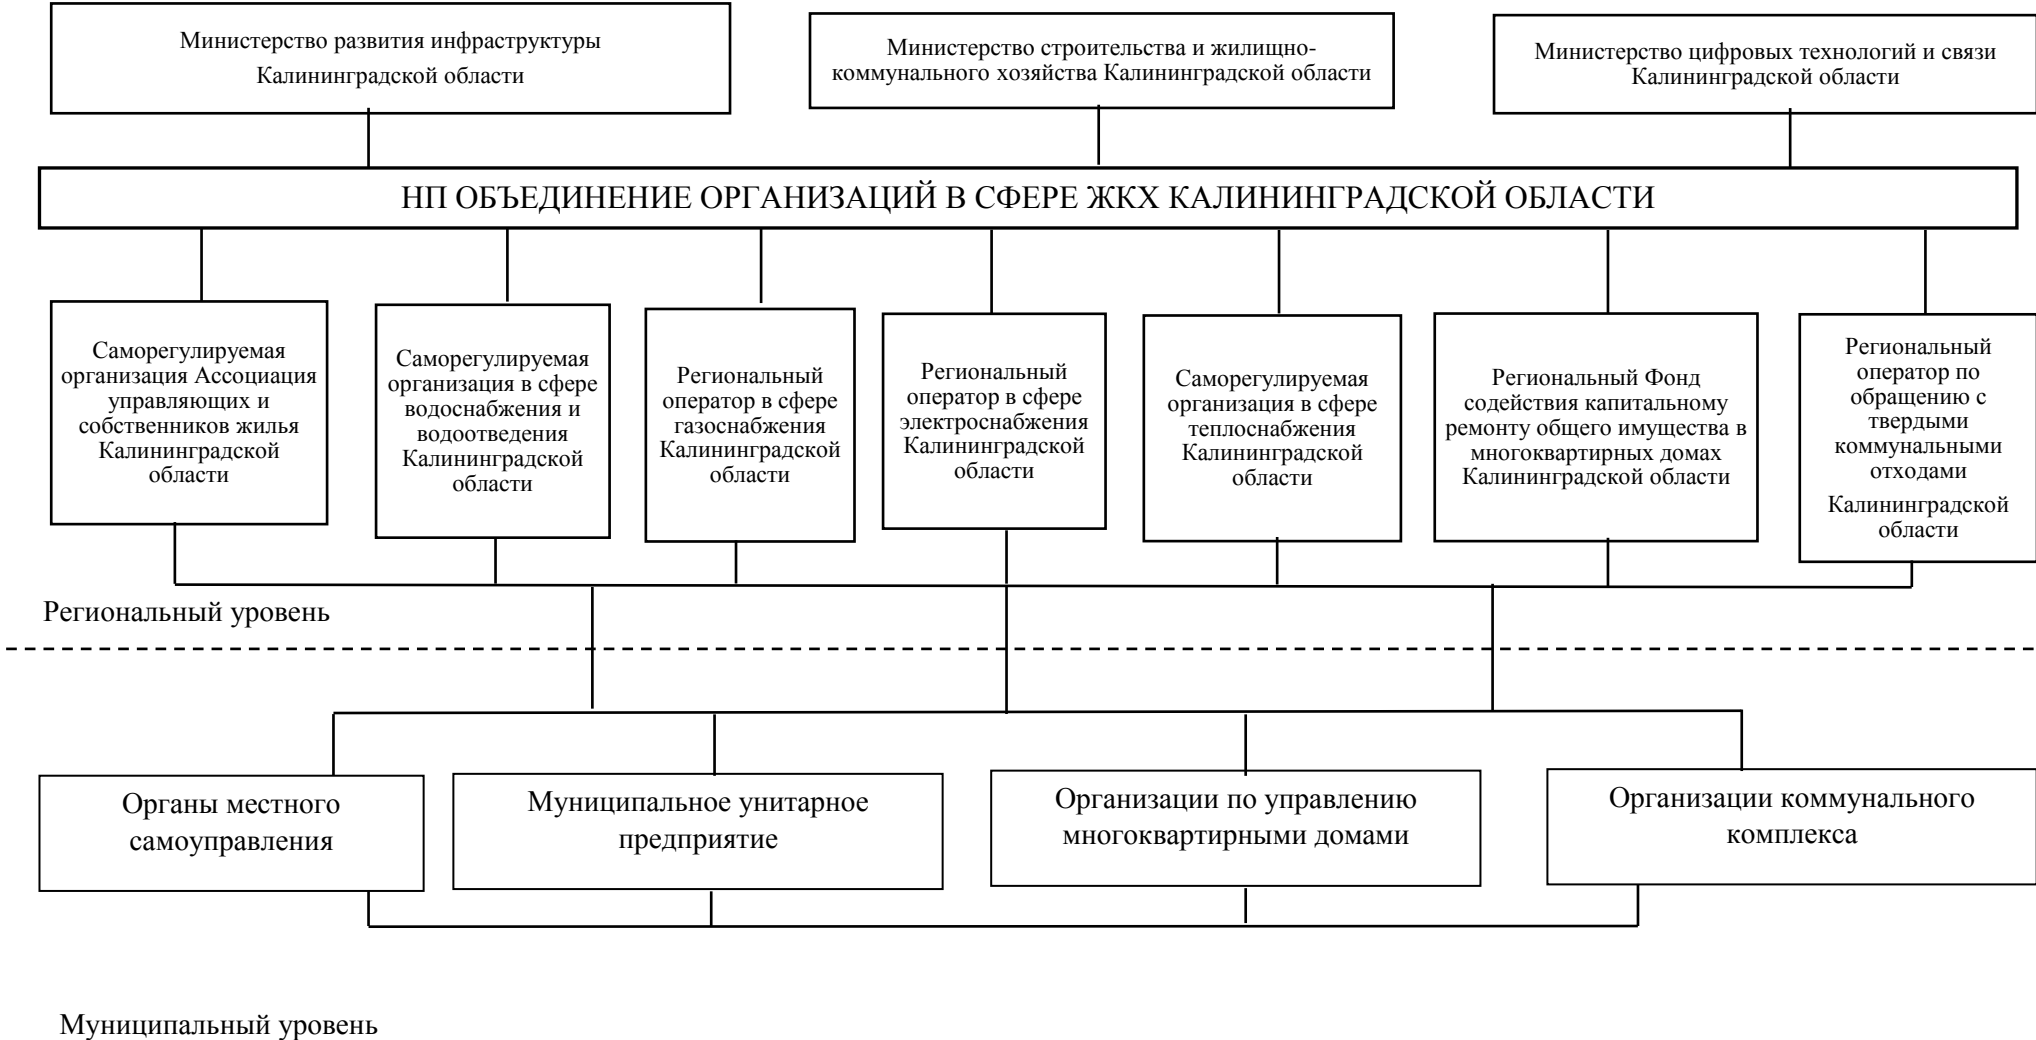 Министерство развития инфраструктуры
Калининградской области
Министерство строительства и жилищно-
коммунального хозяйства Калининградской области
Министерство цифровых технологий и связи
Калининградской области
НП ОБЪЕДИНЕНИЕ ОРГАНИЗАЦИЙ В СФЕРЕ ЖКХ КАЛИНИНГРАДСКОЙ ОБЛАСТИ
Саморегулируемая
организация Ассоциация
управляющих и
собственников жилья
Калининградской
области
Саморегулируемая
организация в сфере
водоснабжения и
водоотведения
Калининградской
области
Региональный
оператор в сфере
газоснабжения
Калининградской
области
Региональный
оператор в сфере
электроснабжения
Калининградской
области
Саморегулируемая
организация в сфере
теплоснабжения
Калининградской
области
Региональный Фонд
содействия капитальному
ремонту общего имущества в
многоквартирных домах
Калининградской области
Региональный
оператор по
обращению с
твердыми
коммунальными
отходами
Калининградской
области
Региональный уровень
Органы местного
самоуправления
Муниципальное унитарное
предприятие
Организации по управлению
многоквартирными домами
Организации коммунального
комплекса
Муниципальный уровень